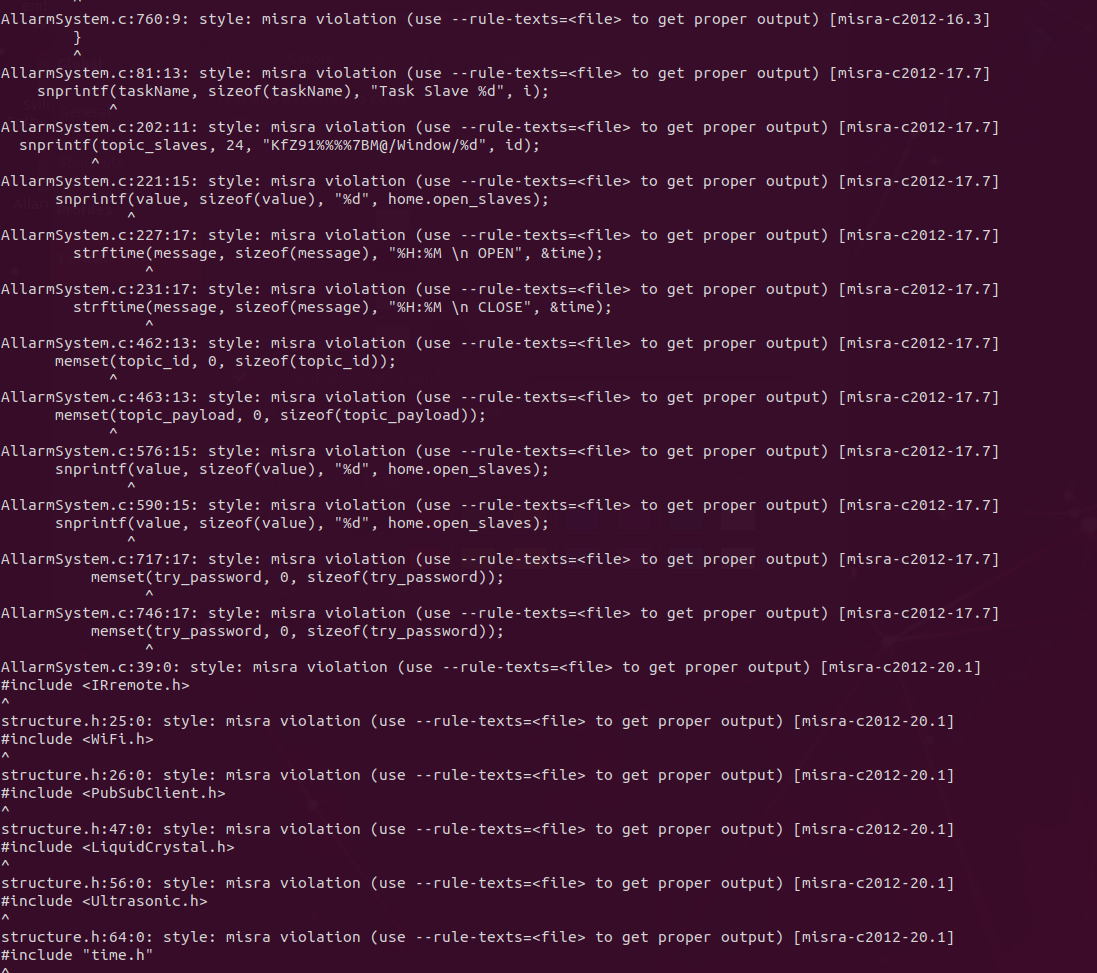 ^
AllarmSystem.c:760:9: style: misra violation (use --rule-texts=<file> to get proper output) [misra-c2012-16.3]
        }
        ^
AllarmSystem.c:81:13: style: misra violation (use --rule-texts=<file> to get proper output) [misra-c2012-17.7]
    snprintf(taskName, sizeof(taskName), "Task Slave %d", i);
            ^
AllarmSystem.c:202:11: style: misra violation (use --rule-texts=<file> to get proper output) [misra-c2012-17.7]
  snprintf(topic_slaves, 24, "KfZ91%%%%7BM@/Window/%d", id);
          ^
AllarmSystem.c:221:15: style: misra violation (use --rule-texts=<file> to get proper output) [misra-c2012-17.7]
      snprintf(value, sizeof(value), "%d", home.open_slaves);
              ^
AllarmSystem.c:227:17: style: misra violation (use --rule-texts=<file> to get proper output) [misra-c2012-17.7]
        strftime(message, sizeof(message), "%H:%M \n OPEN", &time);
                ^
AllarmSystem.c:231:17: style: misra violation (use --rule-texts=<file> to get proper output) [misra-c2012-17.7]
        strftime(message, sizeof(message), "%H:%M \n CLOSE", &time);
                ^
AllarmSystem.c:462:13: style: misra violation (use --rule-texts=<file> to get proper output) [misra-c2012-17.7]
      memset(topic_id, 0, sizeof(topic_id));
            ^
AllarmSystem.c:463:13: style: misra violation (use --rule-texts=<file> to get proper output) [misra-c2012-17.7]
      memset(topic_payload, 0, sizeof(topic_payload));
            ^
AllarmSystem.c:576:15: style: misra violation (use --rule-texts=<file> to get proper output) [misra-c2012-17.7]
      snprintf(value, sizeof(value), "%d", home.open_slaves);
              ^
AllarmSystem.c:590:15: style: misra violation (use --rule-texts=<file> to get proper output) [misra-c2012-17.7]
      snprintf(value, sizeof(value), "%d", home.open_slaves);
              ^
AllarmSystem.c:717:17: style: misra violation (use --rule-texts=<file> to get proper output) [misra-c2012-17.7]
          memset(try_password, 0, sizeof(try_password));
                ^
AllarmSystem.c:746:17: style: misra violation (use --rule-texts=<file> to get proper output) [misra-c2012-17.7]
          memset(try_password, 0, sizeof(try_password));
                ^
AllarmSystem.c:39:0: style: misra violation (use --rule-texts=<file> to get proper output) [misra-c2012-20.1]
#include <IRremote.h>
^
structure.h:25:0: style: misra violation (use --rule-texts=<file> to get proper output) [misra-c2012-20.1]
#include <WiFi.h>
^
structure.h:26:0: style: misra violation (use --rule-texts=<file> to get proper output) [misra-c2012-20.1]
#include <PubSubClient.h>
^
structure.h:47:0: style: misra violation (use --rule-texts=<file> to get proper output) [misra-c2012-20.1]
#include <LiquidCrystal.h>
^
structure.h:56:0: style: misra violation (use --rule-texts=<file> to get proper output) [misra-c2012-20.1]
#include <Ultrasonic.h>
^
structure.h:64:0: style: misra violation (use --rule-texts=<file> to get proper output) [misra-c2012-20.1]
#include "time.h"
^